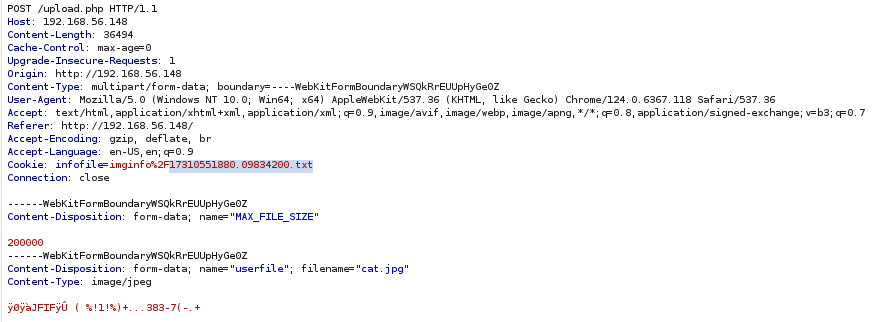 POST /upload.php HTTP/1.1
Host: 192.168.56.148
Content-Length: 36494
Cache-Control: max-age=0
Upgrade-Insecure-Requests: 1
Origin: http://192.168.56.148
Content-Type: multipart/form-data; boundary=----WebKitFormBoundaryWSQkRrEUUpHyGe0Z
User-Agent: Mozilla/5.0 (Windows NT 10.0; Win64; x64) AppleWebKit/537.36 (KHTML, like Gecko) Chrome/124.0.6367.118 Safari/537.36
Accept: text/html,application/xhtml+xml,application/xml;q=0.9,image/avif,image/webp,image/apng,*/*;q=0.8,application/signed-exchange;v=b3;q=0.7
Referer: http://192.168.56.148/
Accept-Encoding: gzip, deflate, br
Accept-Language: en-US,en;q=0.9
Cookie: infofile=imginfo%2F17310551880.09834200.txt
Connection: close
------WebKitFormBoundaryWSQkRrEUUpHyGe0Z
Content-Disposition: form-data; name="MAX_FILE_SIZE"
200000
------WebKitFormBoundaryWSQkRrEUUpHyGe0Z
Content-Disposition: form-data; name="userfile"; filename="cat.jpg"
Content-Type: image/jpeg
ÿØÿàJFIFÿÛ ( %!1!%)+...383-7(-.+